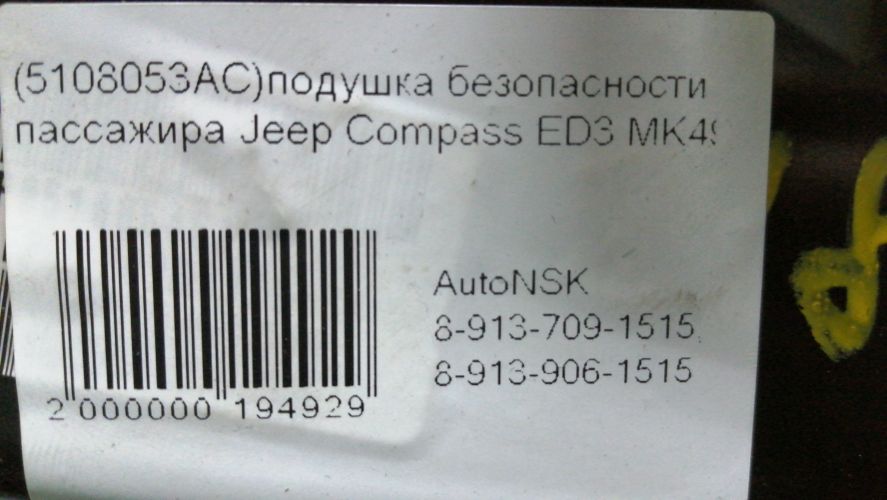 (5108053AC)подушка безопасности
пассажира Jeep Compass ED3 MK49
AutoNSK
8-913-709-1515
8-913-906-1515
2 000000 194929